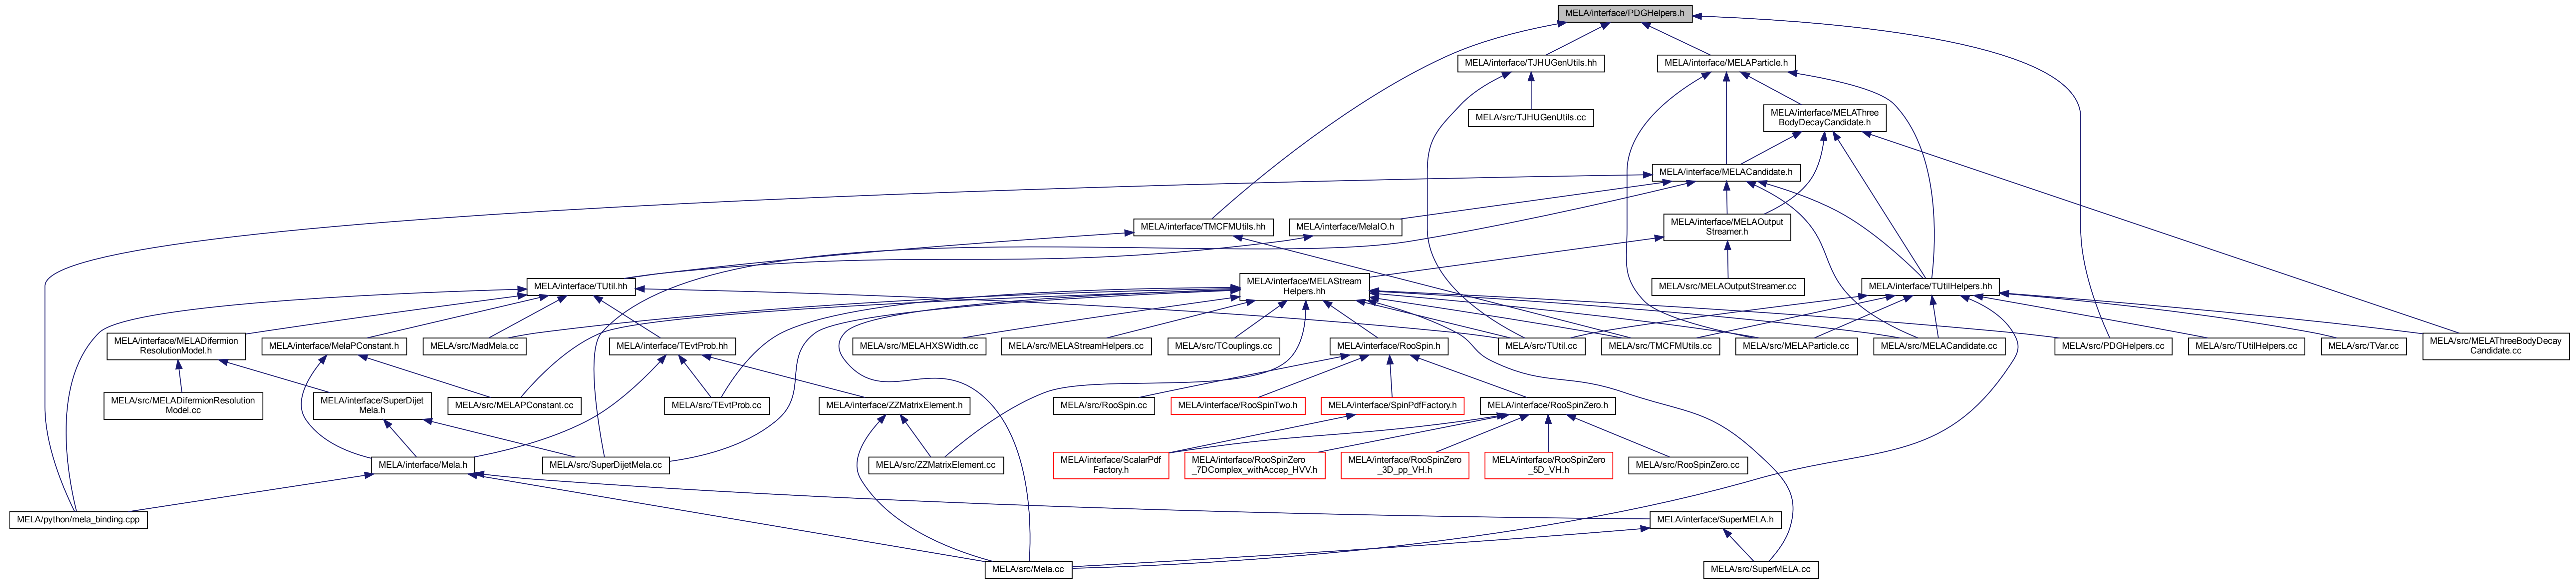 MELA/interface/PDGHelpers.h
MELA/interface/TJHUGenUtils.hh
MELA/interface/MELAParticle.h
MELA/src/TJHUGenUtils.cc
MELA/interface/MELAThree
BodyDecayCandidate.h
MELA/interface/MELACandidate.h
MELA/interface/TMCFMUtils.hh
MELA/interface/MelaIO.h
MELA/interface/MELAOutput
Streamer.h
MELA/interface/TUtil.hh
MELA/interface/MELAStream
Helpers.hh
MELA/src/MELAOutputStreamer.cc
MELA/interface/TUtilHelpers.hh
MELA/interface/MELADifermion
ResolutionModel.h
MELA/interface/MelaPConstant.h
MELA/src/MadMela.cc
MELA/interface/TEvtProb.hh
MELA/src/MELAHXSWidth.cc
MELA/src/MELAStreamHelpers.cc
MELA/src/TCouplings.cc
MELA/interface/RooSpin.h
MELA/src/TUtil.cc
MELA/src/TMCFMUtils.cc
MELA/src/MELAParticle.cc
MELA/src/MELACandidate.cc
MELA/src/PDGHelpers.cc
MELA/src/TUtilHelpers.cc
MELA/src/TVar.cc
MELA/src/MELAThreeBodyDecay
Candidate.cc
MELA/src/MELADifermionResolution
Model.cc
MELA/interface/SuperDijet
Mela.h
MELA/src/MELAPConstant.cc
MELA/src/TEvtProb.cc
MELA/interface/ZZMatrixElement.h
MELA/src/RooSpin.cc
MELA/interface/RooSpinTwo.h
MELA/interface/SpinPdfFactory.h
MELA/interface/RooSpinZero.h
MELA/interface/Mela.h
MELA/src/SuperDijetMela.cc
MELA/src/ZZMatrixElement.cc
MELA/interface/ScalarPdf
Factory.h
MELA/interface/RooSpinZero
_7DComplex_withAccep_HVV.h
MELA/interface/RooSpinZero
_3D_pp_VH.h
MELA/interface/RooSpinZero
_5D_VH.h
MELA/src/RooSpinZero.cc
MELA/python/mela_binding.cpp
MELA/interface/SuperMELA.h
MELA/src/Mela.cc
MELA/src/SuperMELA.cc